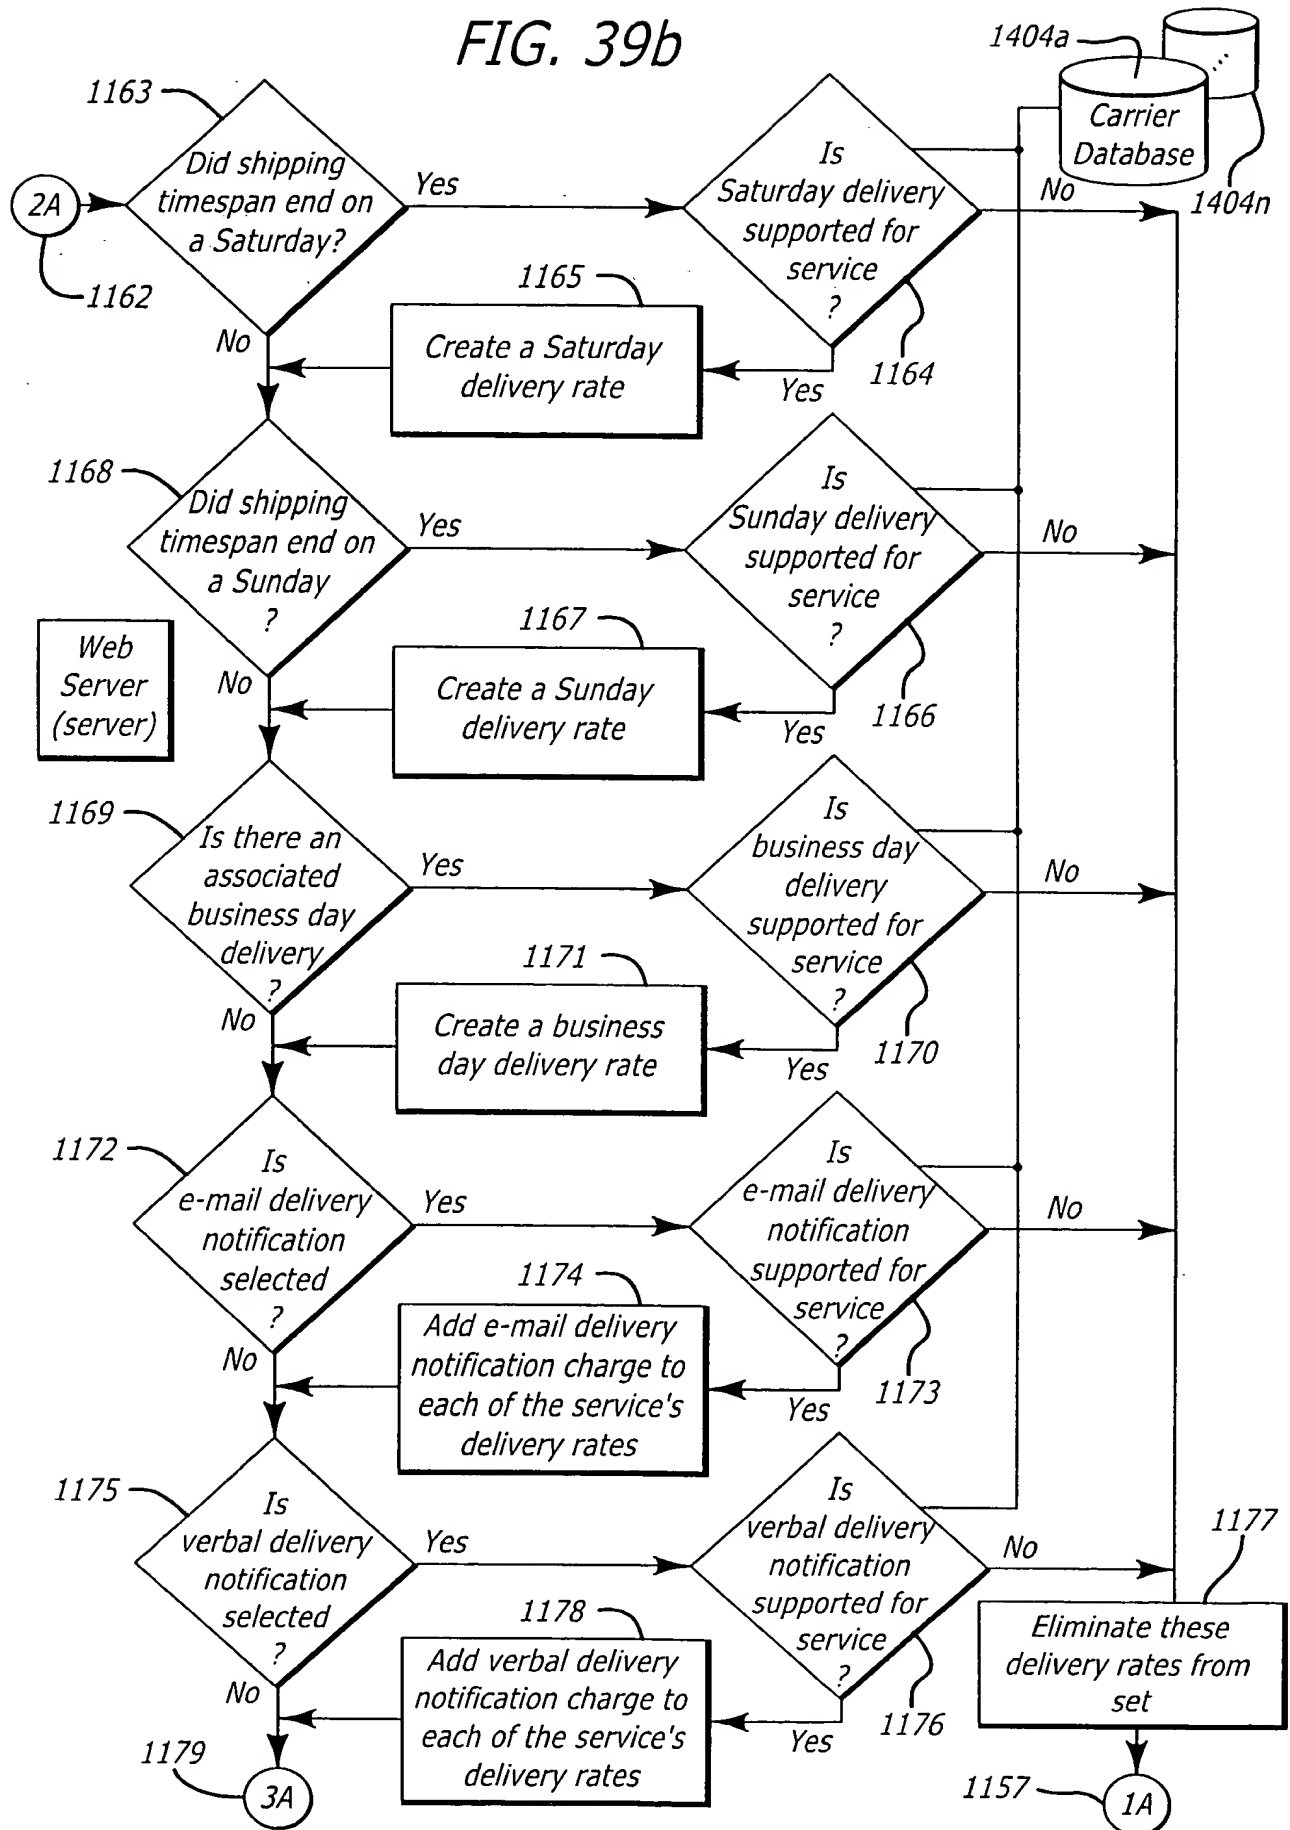 FIG. 39b
1404a
Carrier
Database
1404n
1163
Did shipping
timespan end on
a Saturday?
2A
1162
Yes
Is
Saturday delivery
supported for
service
?
No
1164
1165
Create a Saturday
delivery rate
Yes
No
1168
Did shipping
timespan end on
a Sunday
?
Yes
Is
Sunday delivery
supported for
service
?
No
1166
1167
Create a Sunday
delivery rate
Yes
No
Web
Server
(server)
1169
Is there an
associated
business day
delivery
?
Yes
Is
business day
delivery
supported for
service
?
No
1170
1171
Create a business
day delivery rate
Yes
No
1172
Is
e-mail delivery
notification
selected
?
Yes
Is
e-mail delivery
notification
supported for
service
?
No
1173
1174
Add e-mail delivery
notification charge to
each of the service's
delivery rates
Yes
No
1175
Is
verbal delivery
notification
selected
?
Yes
Is
verbal delivery
notification
supported for
service
?
No
1176
1177
Eliminate these
delivery rates from
set
1178
Add verbal delivery
notification charge to
each of the service's
delivery rates
Yes
No
1179
3A
1157
1A